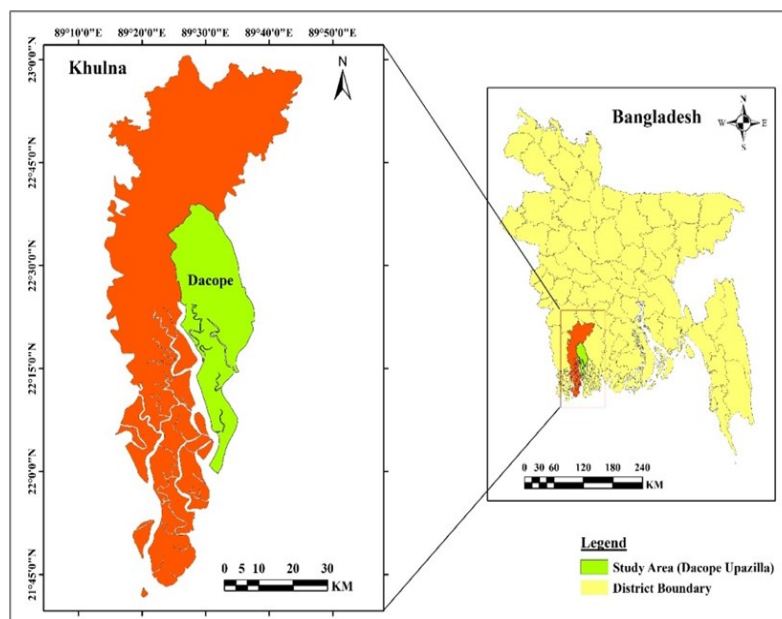 89°10'0"E 89°20'0"E 89°30'0"E 89°40'0"E 89°50'0"E
Khulna
N
23°0'0"N
22°45'0"N
22°30'0"N
22°15'0"N
22°0'0"N
21°45'0"N
Dacope
0 5 10 20 30
KM
Bangladesh
N
W E
S
0 30 60 120 180 240
KM
Legend
Study Area (Dacope Upazilla)
District Boundary